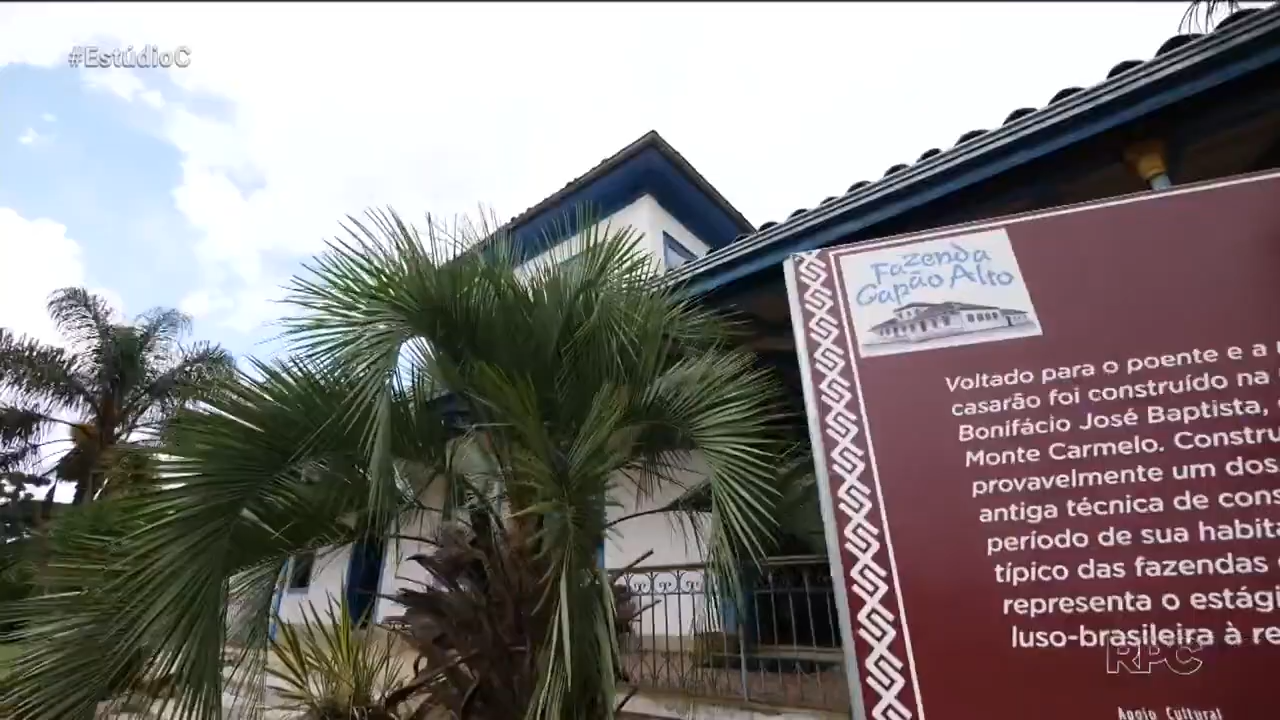 #EstúdioC
Fazenda
Capão Alto
Voltado para o poente e a
casarão foi construído na
Bonifácio José Baptista,
Monte Carmelo. Constru
provavelmente um dos
antiga técnica de cons
período de sua habita
típico das fazendas
representa o estági
luso-brasileira à re
RPC
Apoio Cultural